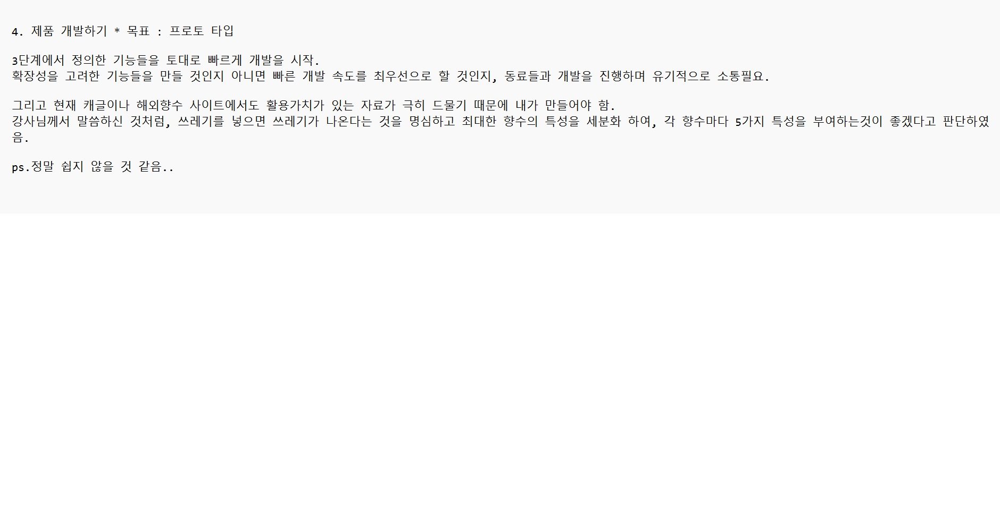 4. 제품 개발하기 * 목표 : 프로토 타입
3단계에서 정의한 기능들을 토대로 빠르게 개발을 시작.
확장성을 고려한 기능들을 만들 것인지 아니면 빠른 개발 속도를 최우선으로 할 것인지, 동료들과 개발을 진행하며 유기적으로 소통필요.
그리고 현재 캐글이나 해외향수 사이트에서도 활용가치가 있는 자료가 극히 드물기 때문에 내가 만들어야 함.
강사님께서 말씀하신 것처럼, 쓰레기를 넣으면 쓰레기가 나온다는 것을 명심하고 최대한 향수의 특성을 세분화 하여, 각 향수마다 5가지 특성을 부여하는것이 좋겠다고 판단하였
음.
ps.정말 쉽지 않을 것 같음..